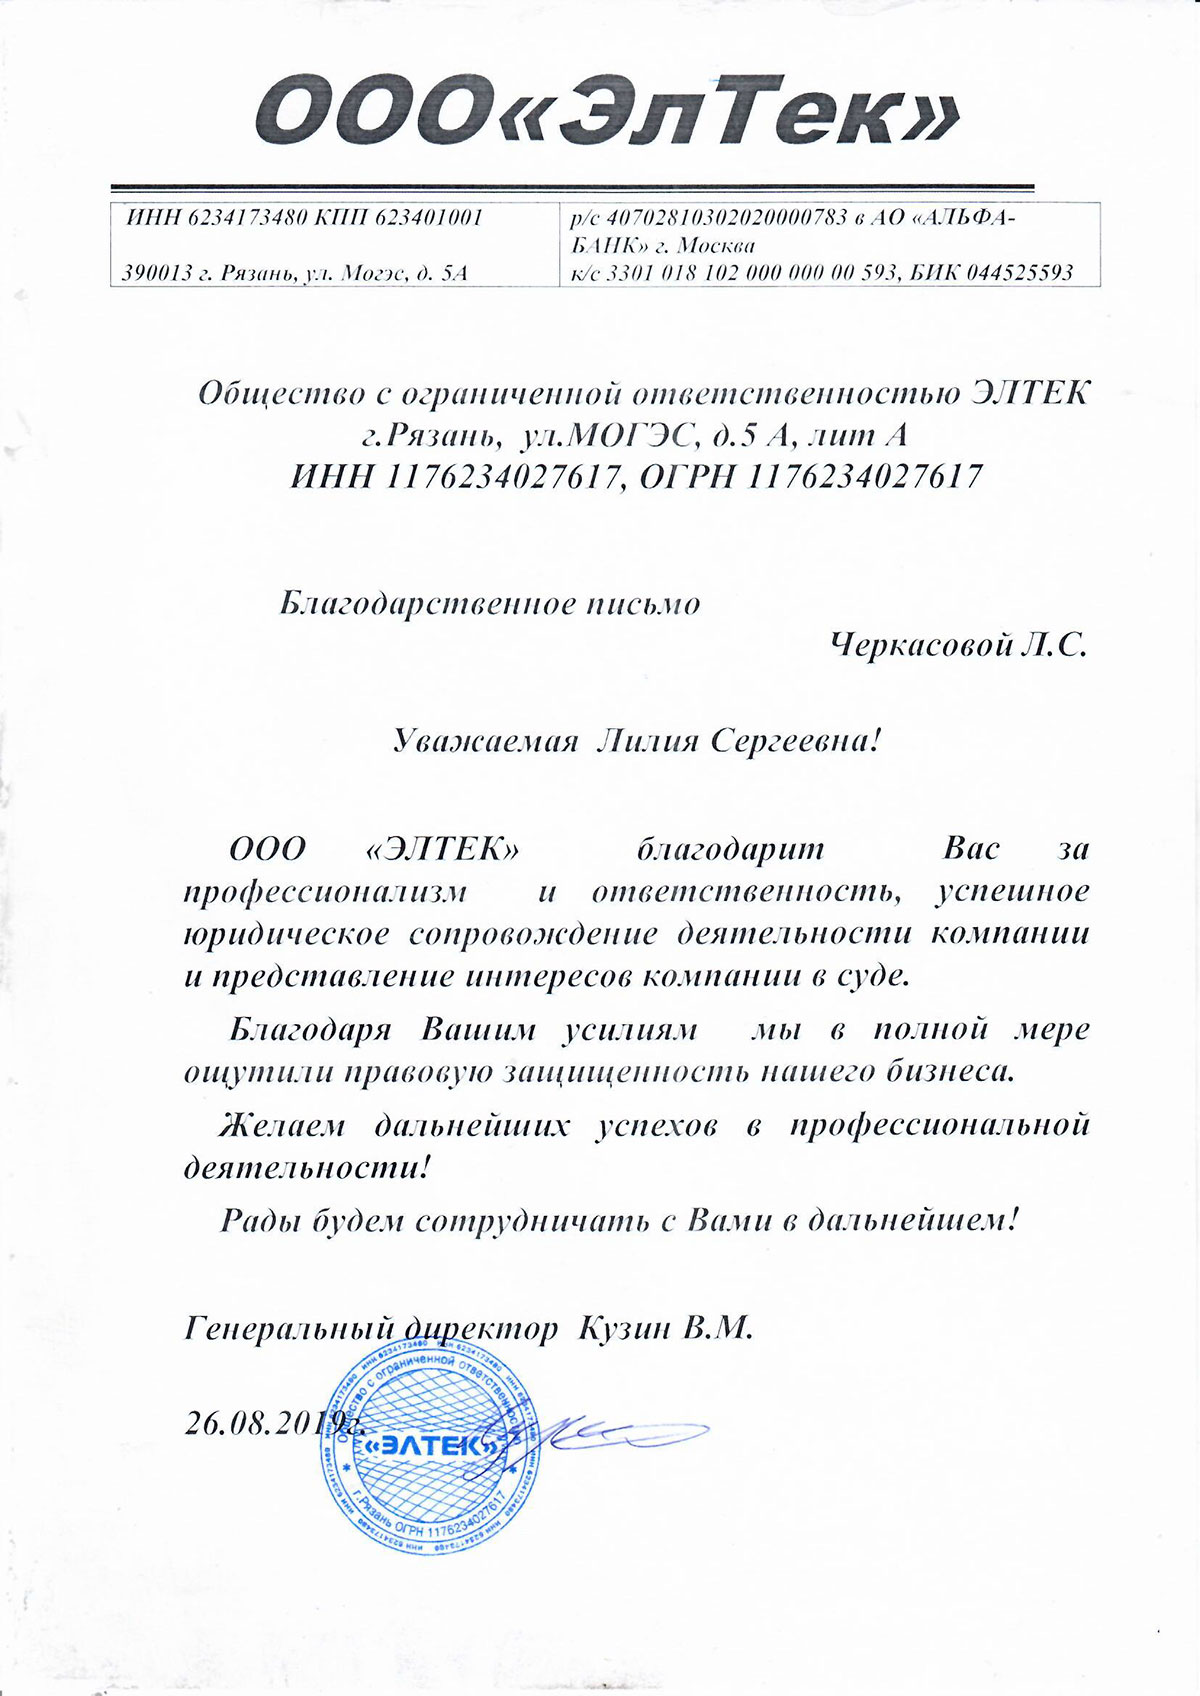 ООО«ЭлТек»
ИНН 6234173480 КПП 623401001
390013 г. Рязань, ул. Могэс, д. 5А
р/с 40702810302020000783 в АО «АЛЬФА-
БАНК» г. Москва
к/с 3301 018 102 000 000 00 593, БИК 044525593
Общество с ограниченной ответственностью ЭЛТЕК
г.Рязань, ул.МОГЭС, д.5 А, лит А
ИНН 1176234027617, ОГРН 1176234027617
Благодарственное письмо
Черкасовой Л.С.
Уважаемая Лилия Сергеевна!
ООО «ЭЛТЕК» благодарит Вас за
профессионализм и ответственность, успешное
юридическое сопровождение деятельности компании
и представление интересов компании в суде.
Благодаря Вашим усилиям мы в полной мере
ощутили правовую защищенность нашего бизнеса.
Желаем дальнейших успехов в профессиональной
деятельности!
Рады будем сотрудничать с Вами в дальнейшем!
Генеральный директор Кузин В.М.
26.08.2019г.
ИНН 6234173480 ИНН 6234173480 ИНН 6234173480
Общество с ограниченной ответственностью
«ЭЛТЕК»
г.Рязань ОГРН 1176234027617